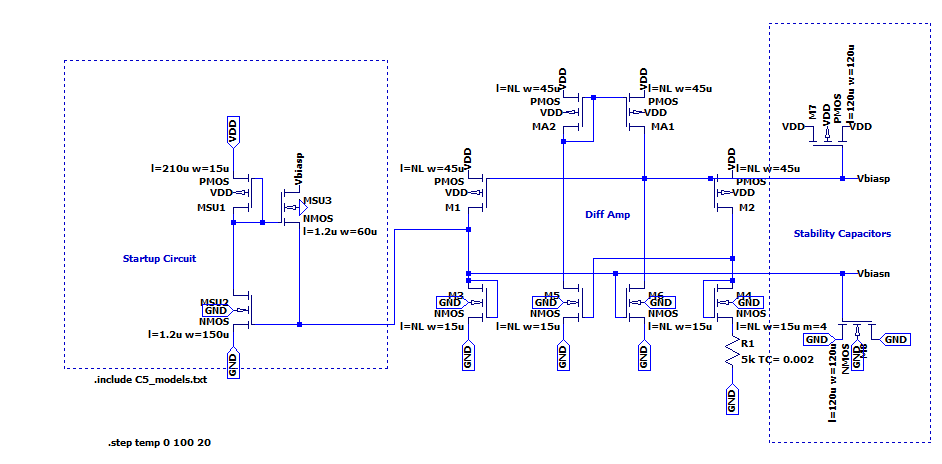 VDD
l=210u w=15u
PMOS
VDD
MSU1
Vbiasp
MSU3
NMOS
l=1.2u w=60u
Startup Circuit
MSU2
GND
NMOS
l=1.2u w=150u
GND
.include C5_models.txt
.step temp 0 100 20
VDD
l=NL w=45u
PMOS
VDD
MA2
VDD
l=NL w=45u
PMOS
VDD
MA1
VDD
l=NL w=45u
PMOS
VDD
M1
VDD
l=NL w=45u
PMOS
VDD
M2
Diff Amp
M3
GND
NMOS
l=NL w=15u
GND
M5
GND
NMOS
l=NL w=15u
GND
M6
GND
NMOS
l=NL w=15u
GND
M4
GND
NMOS
l=NL w=15u m=4
R1
5k TC= 0.002
GND
VDD
M7
VDD
PMOS
l=120u w=120u
VDD
Vbiasp
Stability Capacitors
Vbiasn
GND
GND
GND
M8
NMOS
l=120u w=120u